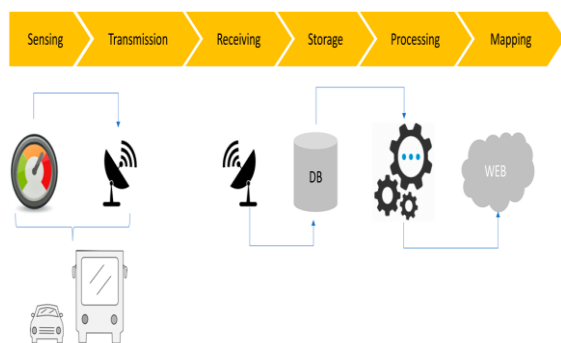 Sensing
Transmission
Receiving
Storage
Processing
Mapping
DB
WEB